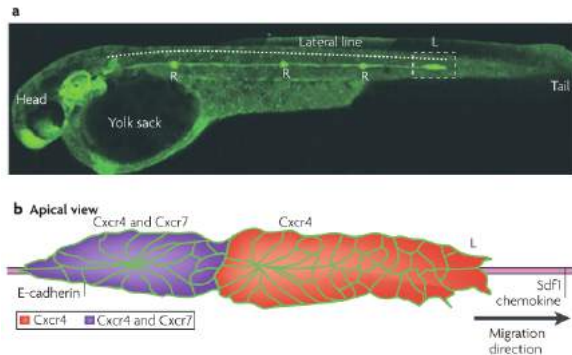 a
Lateral line
L
R
R
R
Head
Yolk sack
Tail
b Apical view
Cxcr4 and Cxcr7
Cxcr4
L
E-cadherin
Sdf1
chemokine
Cxcr4
Cxcr4 and Cxcr7
Migration
direction